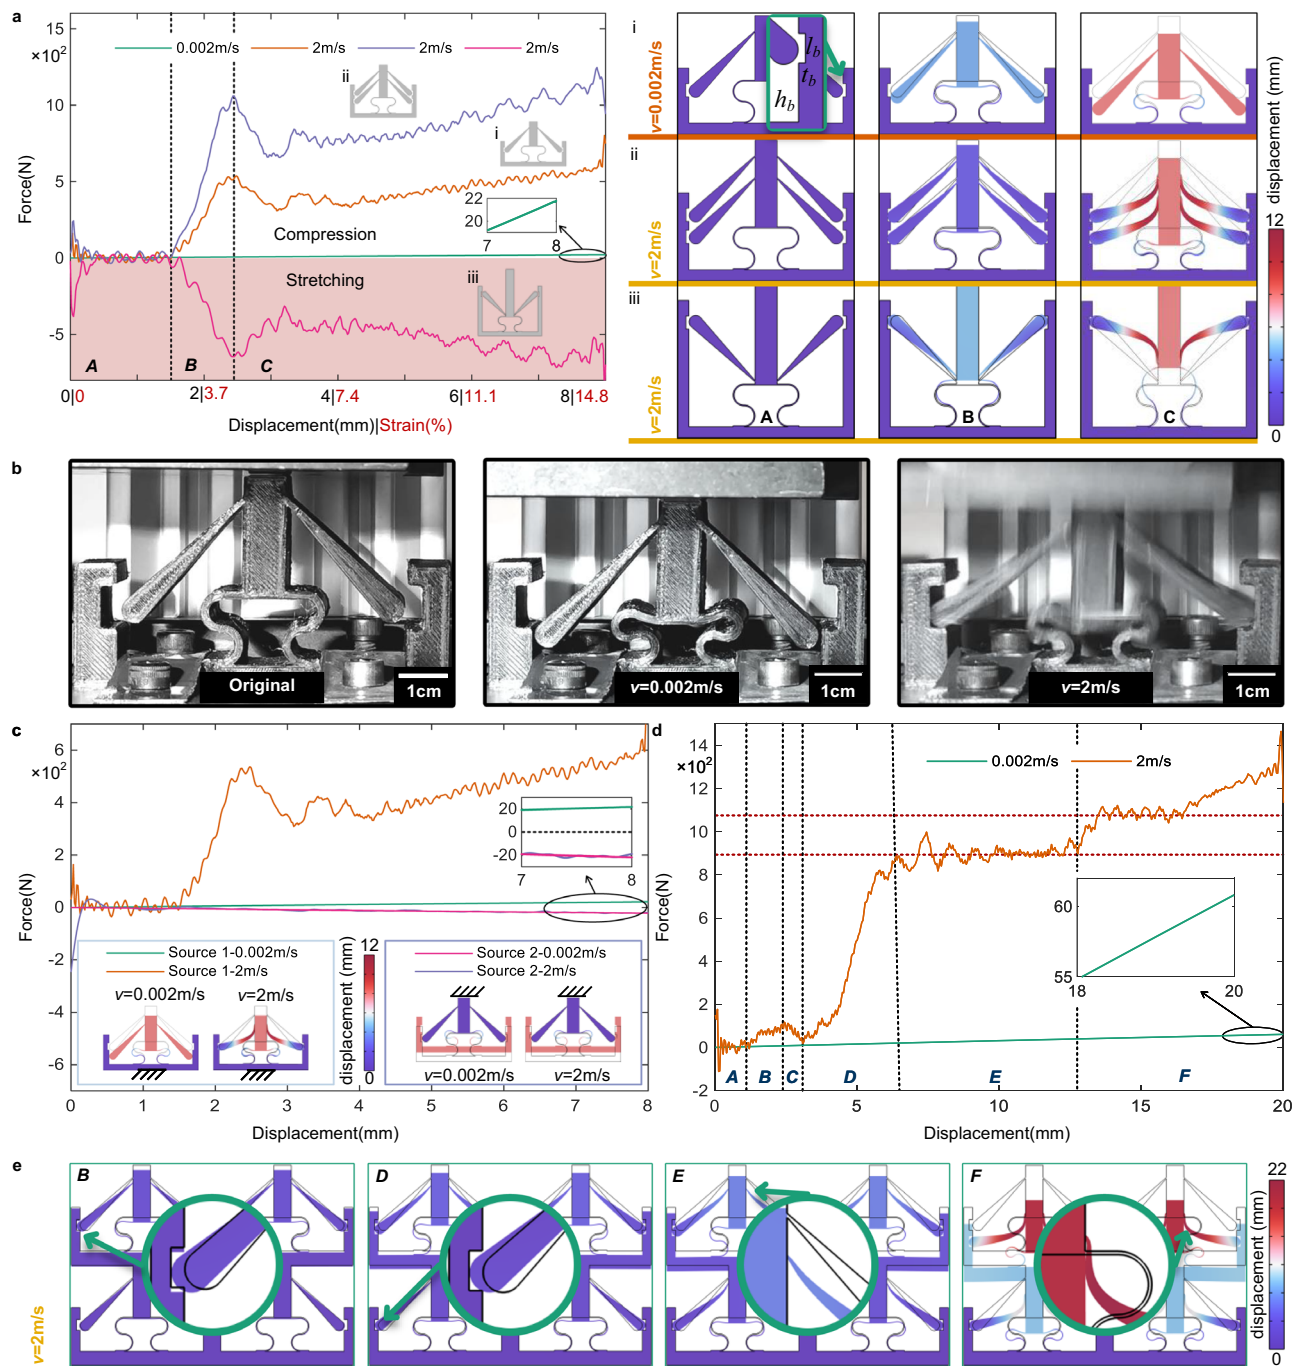 a
15
×10²
10
5
0
-5
Force(N)
0.002m/s
2m/s
2m/s
2m/s
ii
i
22
20
7
8
Compression
Stretching
iii
A
B
C
0|0
2|3.7
4|7.4
6|11.1
8|14.8
Displacement(mm)|Strain(%)
i
v=0.002m/s
l_b
t_b
h_b
ii
v=2m/s
iii
v=2m/s
A
B
C
displacement (mm)
12
0
b
Original
1cm
v=0.002m/s
1cm
v=2m/s
1cm
c
6
×10²
4
2
0
-2
-4
-6
Force(N)
20
0
-20
7
8
Source 1-0.002m/s
Source 1-2m/s
v=0.002m/s
v=2m/s
12
displacement (mm)
0
Source 2-0.002m/s
Source 2-2m/s
v=0.002m/s
v=2m/s
0
1
2
3
4
5
6
7
8
Displacement(mm)
d
14
×10²
12
10
8
6
4
2
0
-2
Force(N)
0.002m/s
2m/s
60
55
18
20
A
B
C
D
E
F
0
5
10
15
20
Displacement(mm)
e
v=2m/s
B
D
E
F
22
displacement (mm)
0